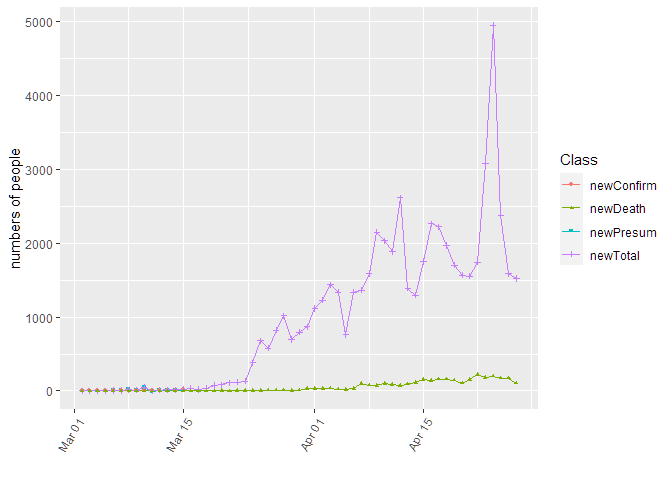 numbers of people
5000
4000
3000
2000
1000
0
Mar 01
Mar 15
Apr 01
Apr 15
Class
newConfirm
newDeath
newPresum
newTotal